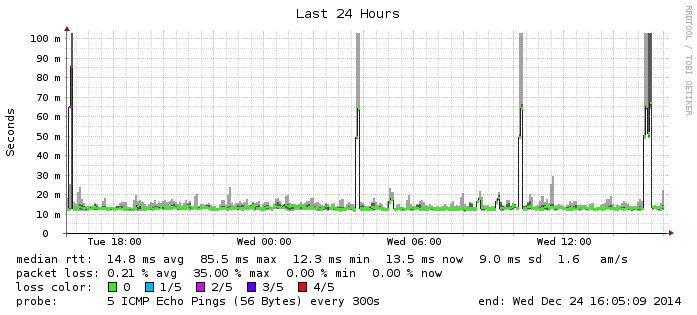 Last 24 Hours
RRDTOOL / TOBI OETIKER
Seconds
100 m
90 m
80 m
70 m
60 m
50 m
40 m
30 m
20 m
10 m
0
Tue 18:00 Wed 00:00 Wed 06:00 Wed 12:00
median rtt: 14.8 ms avg 85.5 ms max 12.3 ms min 13.5 ms now 9.0 ms sd 1.6 am/s
packet loss: 0.21 % avg 35.00 % max 0.00 % min 0.00 % now
loss color: 0 1/5 2/5 3/5 4/5
probe: 5 ICMP Echo Pings (56 Bytes) every 300s end: Wed Dec 24 16:05:09 2014